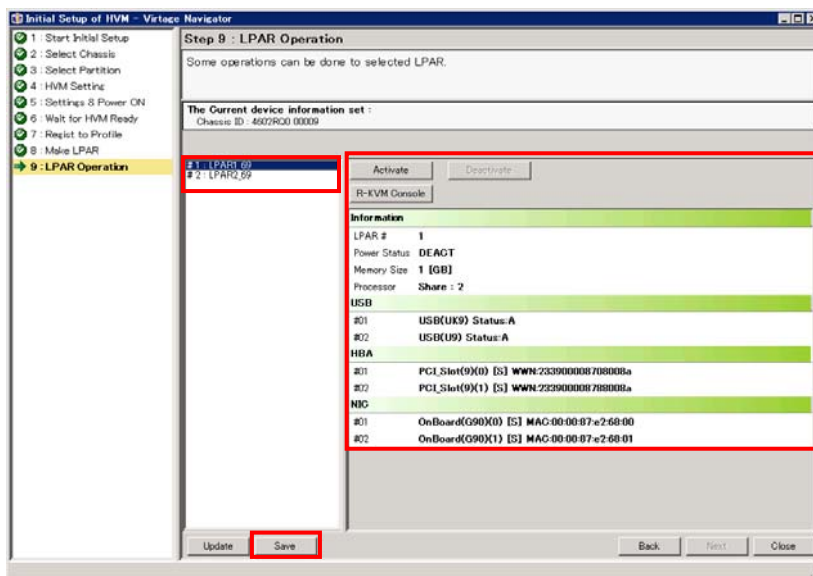 Initial Setup of HVM - Virtage Navigator
1 : Start Initial Setup
2 : Select Chassis
3 : Select Partition
4 : HVM Setting
5 : Settings & Power ON
6 : Wait for HVM Ready
7 : Regist to Profile
8 : Make LPAR
9 : LPAR Operation
Step 9 : LPAR Operation
Some operations can be done to selected LPAR.
The Current device information set :
Chassis ID : 4602RQ0 00009
# 1 : LPAR1_69
# 2 : LPAR2_69
Activate Deactivate
R-KVM Console
Information
LPAR # 1
Power Status DEACT
Memory Size 1 [GB]
Processor Share : 2
USB
#01 USB(UK9) Status:A
#02 USB(U9) Status:A
HBA
#01 PCI_Slot(9)(0) [S] WWN:233900008708008a
#02 PCI_Slot(9)(1) [S] WWN:233900008788008a
NIC
#01 OnBoard(G90)(0) [S] MAC:00:00:87:e2:68:00
#02 OnBoard(G90)(1) [S] MAC:00:00:87:e2:68:01
Update Save Back Next Close